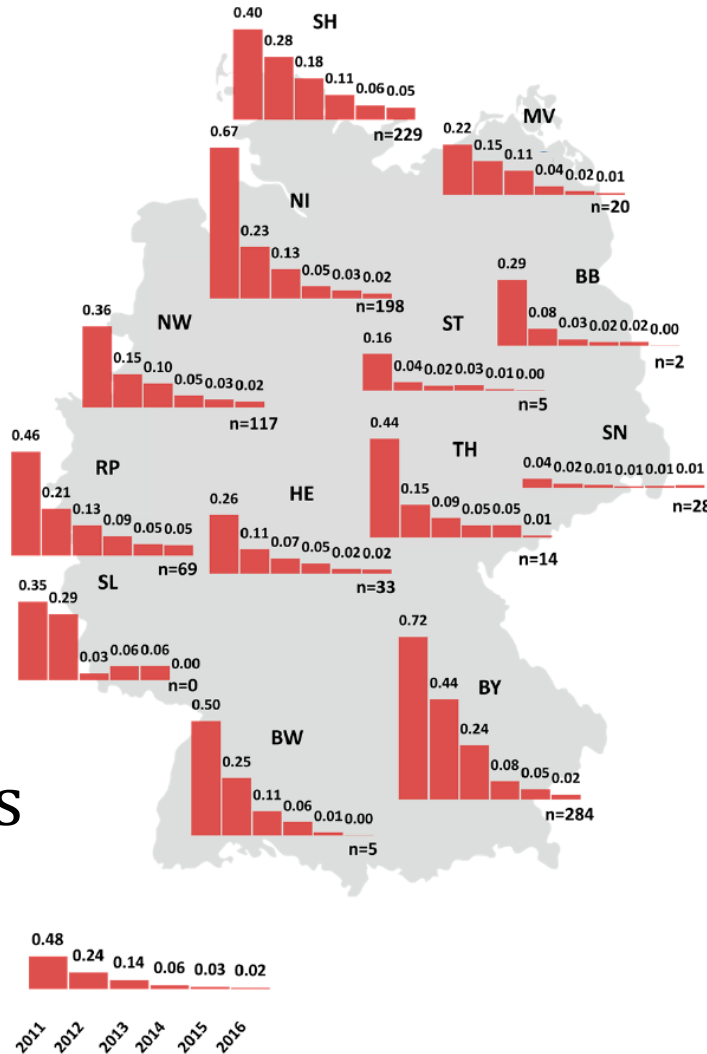 SH
0.40 0.28 0.18 0.11 0.06 0.05
n=229
MV
0.22 0.15 0.11 0.04 0.02 0.01
n=20
NI
0.67 0.23 0.13 0.05 0.03 0.02
n=198
BB
0.29 0.08 0.03 0.02 0.02 0.00
n=2
NW
0.36 0.15 0.10 0.05 0.03 0.02
n=117
ST
0.16 0.04 0.02 0.03 0.01 0.00
n=5
SN
0.04 0.02 0.01 0.01 0.01 0.01
n=28
TH
0.44 0.15 0.09 0.05 0.05 0.01
n=14
RP
0.46 0.21 0.13 0.09 0.05 0.05
n=69
HE
0.26 0.11 0.07 0.05 0.02 0.02
n=33
SL
0.35 0.29 0.03 0.06 0.06 0.00
n=0
BY
0.72 0.44 0.24 0.08 0.05 0.02
n=284
BW
0.50 0.25 0.11 0.06 0.01 0.00
n=5
s
0.48 0.24 0.14 0.06 0.03 0.02
2011 2012 2013 2014 2015 2016